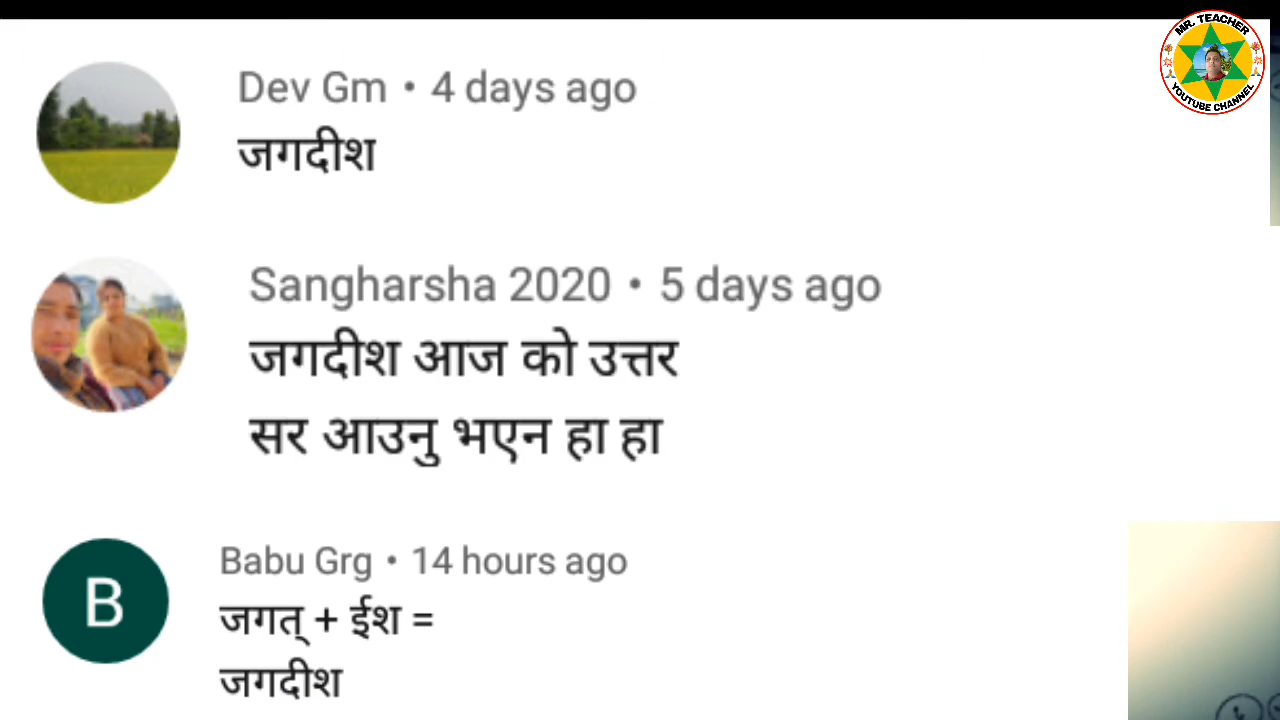 MR. TEACHER
YOUTUBE CHANNEL
Dev Gm • 4 days ago
जगदीश
Sangharsha 2020 • 5 days ago
जगदीश आज को उत्तर
सर आउनु भएन हा हा
B
Babu Grg • 14 hours ago
जगत् + ईश =
जगदीश